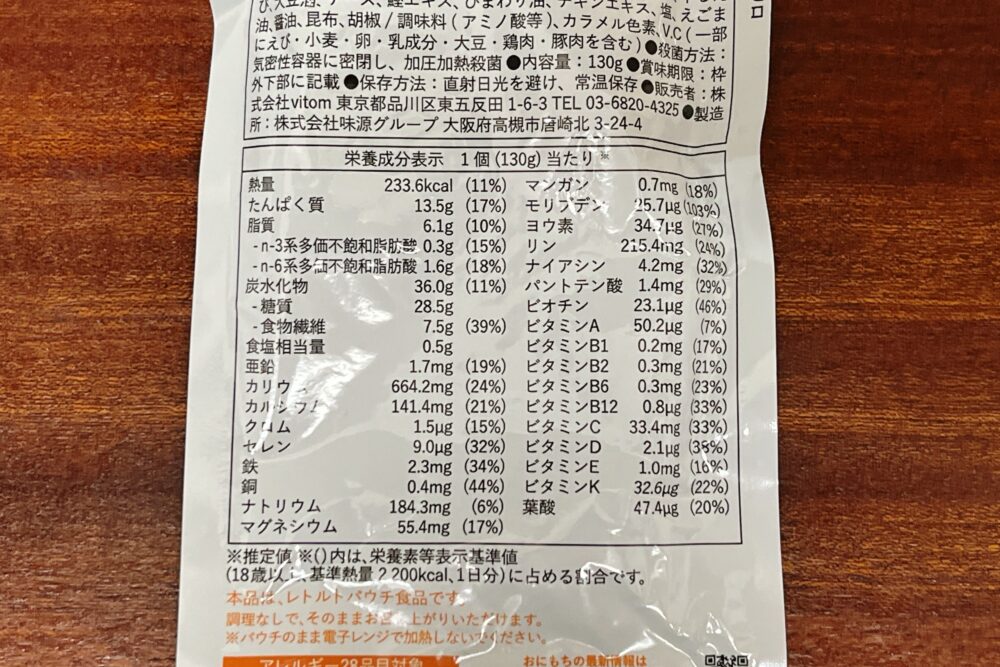 び、大豆油、チーズ、鰹エキス、ひまわり油、チキンエキス、
油、醤油、昆布、胡椒 / 調味料 ( アミノ酸等 )、カラメル色素、V.C ( 一部
塩、えごま
にえび・小麦・卵・乳成分・大豆・鶏肉・豚肉を含む ) ●殺菌方法：
気密性容器に密閉し、加圧加熱殺菌 ●内容量：130g ●賞味期限：枠
外下部に記載 ●保存方法：直射日光を避け、常温保存 ●販売者：株
式会社vitom 東京都品川区東五反田 1-6-3 TEL 03-6820-4325 ●製造
所：株式会社味源グループ 大阪府高槻市唐崎北 3-24-4
栄養成分表示 1個 (130g) 当たり ※
熱量 233.6kcal (11%)
たんぱく質 13.5g (17%)
脂質 6.1g (10%)
- n-3系多価不飽和脂肪酸 0.3g (15%)
- n-6系多価不飽和脂肪酸 1.6g (18%)
炭水化物 36.0g (11%)
- 糖質 28.5g
- 食物繊維 7.5g (39%)
食塩相当量 0.5g
亜鉛 1.7mg (19%)
カリウム 664.2mg (24%)
カルシウム 141.4mg (21%)
クロム 1.5μg (15%)
セレン 9.0μg (32%)
鉄 2.3mg (34%)
銅 0.4mg (44%)
ナトリウム 184.3mg (6%)
マグネシウム 55.4mg (17%)
マンガン 0.7mg (18%)
モリブデン 25.7μg (103%)
ヨウ素 34.7μg (27%)
リン 215.4mg (24%)
ナイアシン 4.2mg (32%)
パントテン酸 1.4mg (29%)
ビオチン 23.1μg (46%)
ビタミンA 50.2μg (7%)
ビタミンB1 0.2mg (17%)
ビタミンB2 0.3mg (21%)
ビタミンB6 0.3mg (23%)
ビタミンB12 0.8μg (33%)
ビタミンC 33.4mg (33%)
ビタミンD 2.1μg (38%)
ビタミンE 1.0mg (16%)
ビタミンK 32.6μg (22%)
葉酸 47.4μg (20%)
※推定値 ※( ) 内は、栄養素等表示基準値
(18歳以上、基準熱量 2,200kcal、1日分) に占める割合です。
本品は、レトルトパウチ食品です。
調理なしで、そのままお召し上がりいただけます。
※パウチのまま電子レンジで加熱しないでください。
アレルギー28品目対象
おにもちの最新情報は